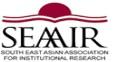 SEAAIR
SOUTH EAST ASIAN ASSOCIATION
FOR INSTITUTIONAL RESEARCH